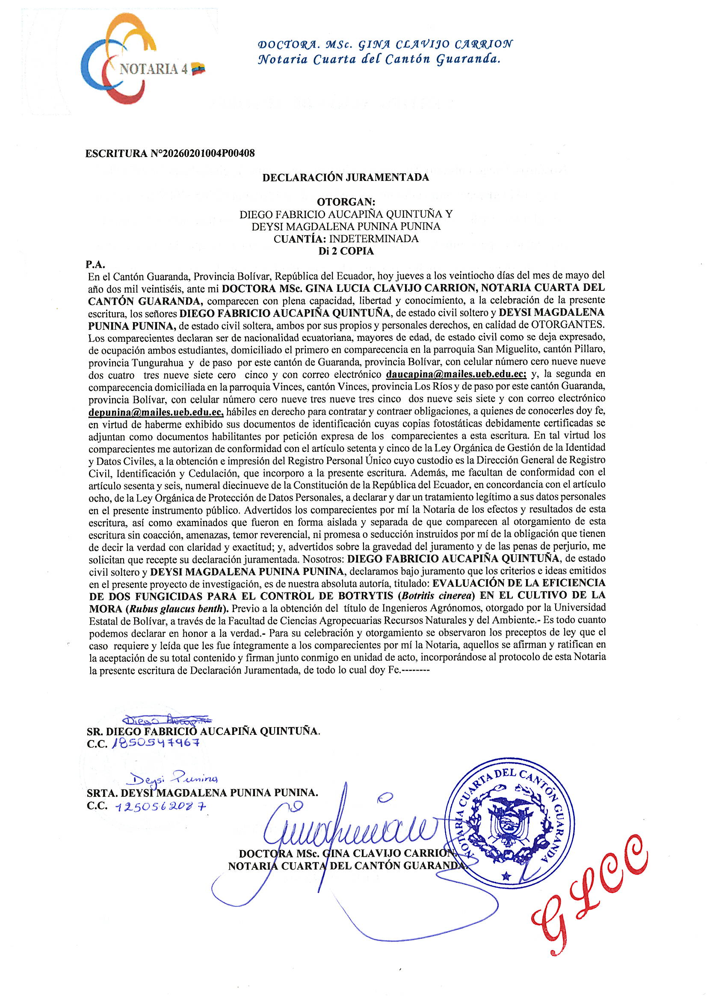 NOTARIA 4
DOCTORA. MSc. GINA CLAVIJO CARRION
Notaria Cuarta del Cantón Guaranda.
ESCRITURA N°20260201004P00408
DECLARACIÓN JURAMENTADA
OTORGAN:
DIEGO FABRICIO AUCAPIÑA QUINTUÑA Y
DEYSI MAGDALENA PUNINA PUNINA
CUANTÍA: INDETERMINADA
Di 2 COPIA
P.A.
En el Cantón Guaranda, Provincia Bolívar, República del Ecuador, hoy jueves a los veintiocho días del mes de mayo del
año dos mil veintiséis, ante mi DOCTORA MSc. GINA LUCIA CLAVIJO CARRION, NOTARIA CUARTA DEL
CANTÓN GUARANDA, comparecen con plena capacidad, libertad y conocimiento, a la celebración de la presente
escritura, los señores DIEGO FABRICIO AUCAPIÑA QUINTUÑA, de estado civil soltero y DEYSI MAGDALENA
PUNINA PUNINA, de estado civil soltera, ambos por sus propios y personales derechos, en calidad de OTORGANTES.
Los comparecientes declaran ser de nacionalidad ecuatoriana, mayores de edad, de estado civil como se deja expresado,
de ocupación ambos estudiantes, domiciliado el primero en comparecencia en la parroquia San Miguelito, cantón Pillaro,
provincia Tungurahua y de paso por este cantón de Guaranda, provincia Bolívar, con celular número cero nueve nueve
dos cuatro tres nueve siete cero cinco y con correo electrónico daucapina@mailes.ueb.edu.ec; y, la segunda en
comparecencia domiciliada en la parroquia Vinces, cantón Vinces, provincia Los Ríos y de paso por este cantón Guaranda,
provincia Bolívar, con celular número cero nueve tres nueve tres cinco dos nueve seis siete y con correo electrónico
depunina@mailes.ueb.edu.ec, hábiles en derecho para contratar y contraer obligaciones, a quienes de conocerles doy fe,
en virtud de haberme exhibido sus documentos de identificación cuyas copias fotostáticas debidamente certificadas se
adjuntan como documentos habilitantes por petición expresa de los comparecientes a esta escritura. En tal virtud los
comparecientes me autorizan de conformidad con el artículo setenta y cinco de la Ley Orgánica de Gestión de la Identidad
y Datos Civiles, a la obtención e impresión del Registro Personal Único cuyo custodio es la Dirección General de Registro
Civil, Identificación y Cedulación, que incorporo a la presente escritura. Además, me facultan de conformidad con el
artículo sesenta y seis, numeral diecinueve de la Constitución de la República del Ecuador, en concordancia con el artículo
ocho, de la Ley Orgánica de Protección de Datos Personales, a declarar y dar un tratamiento legítimo a sus datos personales
en el presente instrumento público. Advertidos los comparecientes por mí la Notaria de los efectos y resultados de esta
escritura, así como examinados que fueron en forma aislada y separada de que comparecen al otorgamiento de esta
escritura sin coacción, amenazas, temor reverencial, ni promesa o seducción instruidos por mí de la obligación que tienen
de decir la verdad con claridad y exactitud; y, advertidos sobre la gravedad del juramento y de las penas de perjurio, me
solicitan que recepte su declaración juramentada. Nosotros: DIEGO FABRICIO AUCAPIÑA QUINTUÑA, de estado
civil soltero y DEYSI MAGDALENA PUNINA PUNINA, declaramos bajo juramento que los criterios e ideas emitidos
en el presente proyecto de investigación, es de nuestra absoluta autoría, titulado: EVALUACIÓN DE LA EFICIENCIA
DE DOS FUNGICIDAS PARA EL CONTROL DE BOTRYTIS (Botritis cinerea) EN EL CULTIVO DE LA
MORA (Rubus glaucus benth). Previo a la obtención del título de Ingenieros Agrónomos, otorgado por la Universidad
Estatal de Bolívar, a través de la Facultad de Ciencias Agropecuarias Recursos Naturales y del Ambiente.- Es todo cuanto
podemos declarar en honor a la verdad.- Para su celebración y otorgamiento se observaron los preceptos de ley que el
caso requiere y leída que les fue íntegramente a los comparecientes por mí la Notaria, aquellos se afirman y ratifican en
la aceptación de su total contenido y firman junto conmigo en unidad de acto, incorporándose al protocolo de esta Notaria
la presente escritura de Declaración Juramentada, de todo lo cual doy Fe.--------
Diego Aucapiña
SR. DIEGO FABRICIO AUCAPIÑA QUINTUÑA.
C.C. 1850547967
Deysi Punina
SRTA. DEYSI MAGDALENA PUNINA PUNINA.
C.C. 1250562087
DOCTORA MSc. GINA CLAVIJO CARRION.
NOTARIA CUARTA DEL CANTÓN GUARANDA.
NOTARIA CUARTA DEL CANTÓN GUARANDA
GLCC